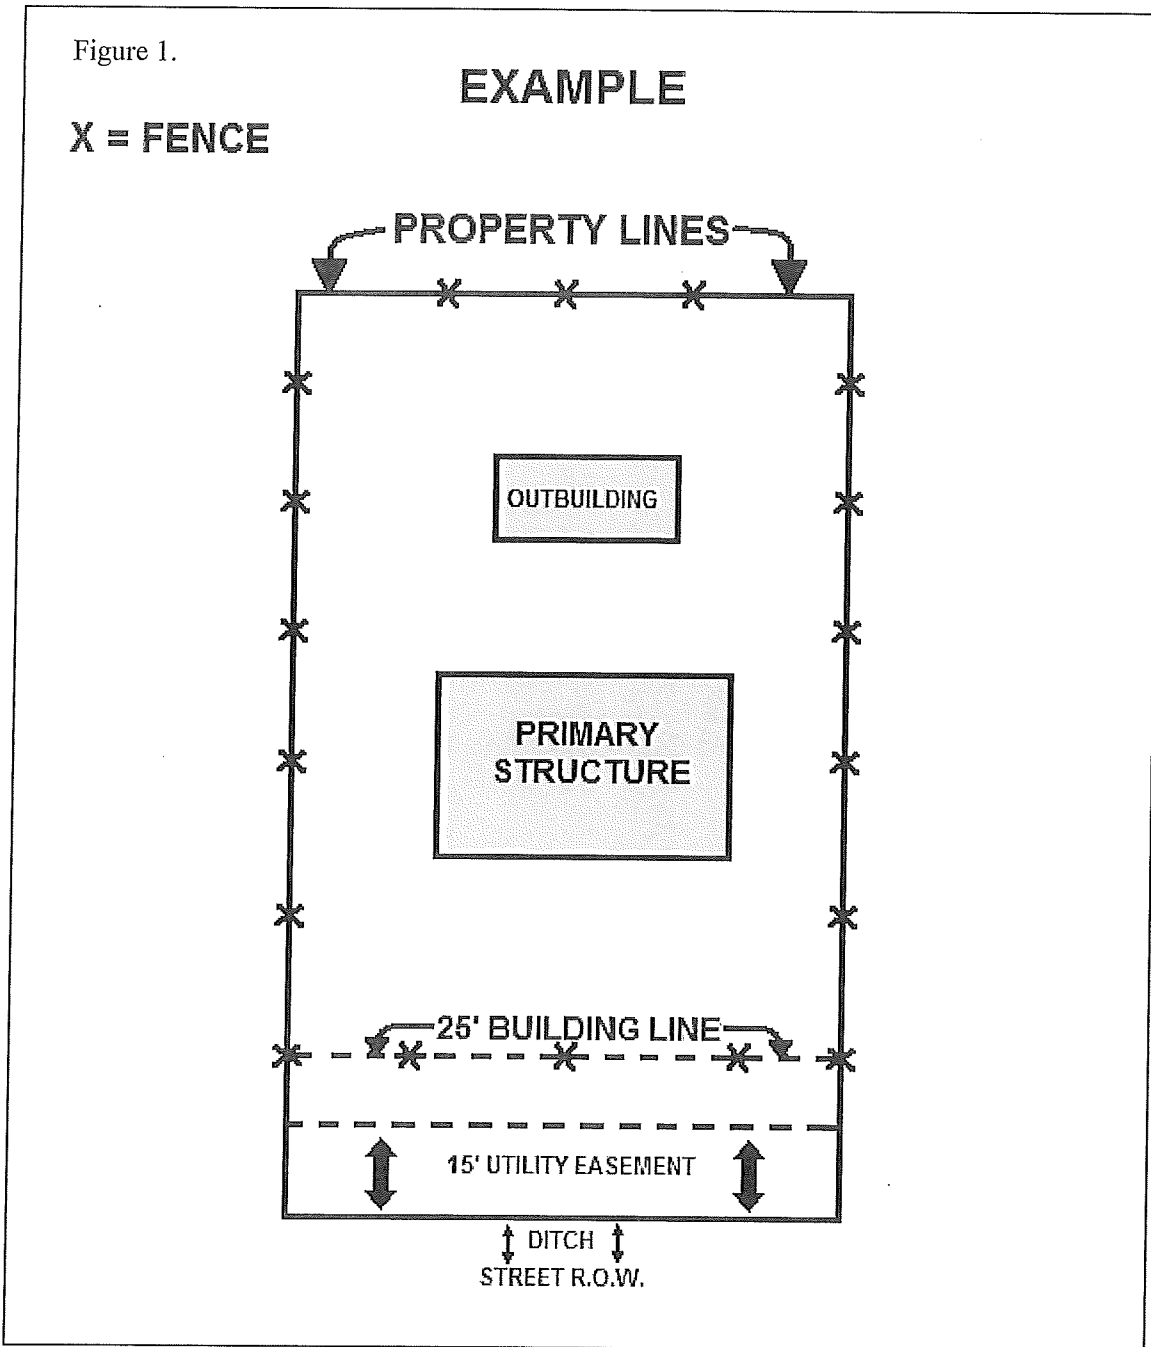 Figure 1.
EXAMPLE
X = FENCE
PROPERTY LINES
OUTBUILDING
PRIMARY
STRUCTURE
25' BUILDING LINE
15' UTILITY EASEMENT
DITCH
STREET R.O.W.